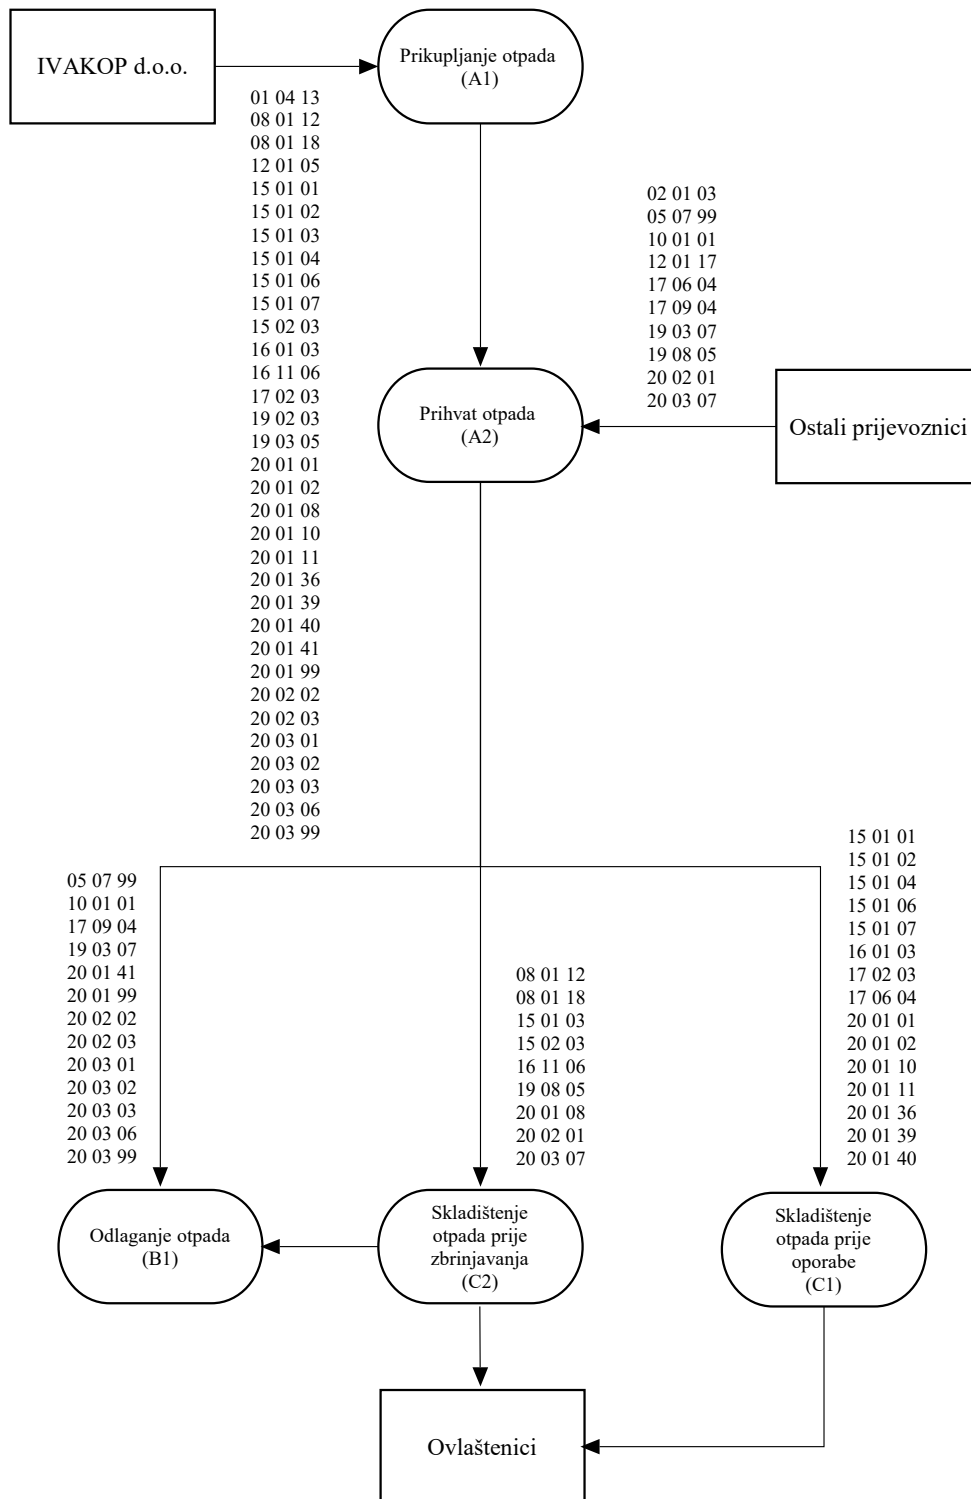 IVAKOP d.o.o.
Prikupljanje otpada
(A1)
01 04 13
08 01 12
08 01 18
12 01 05
15 01 01
15 01 02
15 01 03
15 01 04
15 01 06
15 01 07
15 02 03
16 01 03
16 11 06
17 02 03
19 02 03
19 03 05
20 01 01
20 01 02
20 01 08
20 01 10
20 01 11
20 01 36
20 01 39
20 01 40
20 01 41
20 01 99
20 02 02
20 02 03
20 03 01
20 03 02
20 03 03
20 03 06
20 03 99
02 01 03
05 07 99
10 01 01
12 01 17
17 06 04
17 09 04
19 03 07
19 08 05
20 02 01
20 03 07
Prihvat otpada
(A2)
Ostali prijevoznici
05 07 99
10 01 01
17 09 04
19 03 07
20 01 41
20 01 99
20 02 02
20 02 03
20 03 01
20 03 02
20 03 03
20 03 06
20 03 99
08 01 12
08 01 18
15 01 03
15 02 03
16 11 06
19 08 05
20 01 08
20 02 01
20 03 07
15 01 01
15 01 02
15 01 04
15 01 06
15 01 07
16 01 03
17 02 03
17 06 04
20 01 01
20 01 02
20 01 10
20 01 11
20 01 36
20 01 39
20 01 40
Odlaganje otpada
(B1)
Skladištenje
otpada prije
zbrinjavanja
(C2)
Skladištenje
otpada prije
oporabe
(C1)
Ovlaštenici